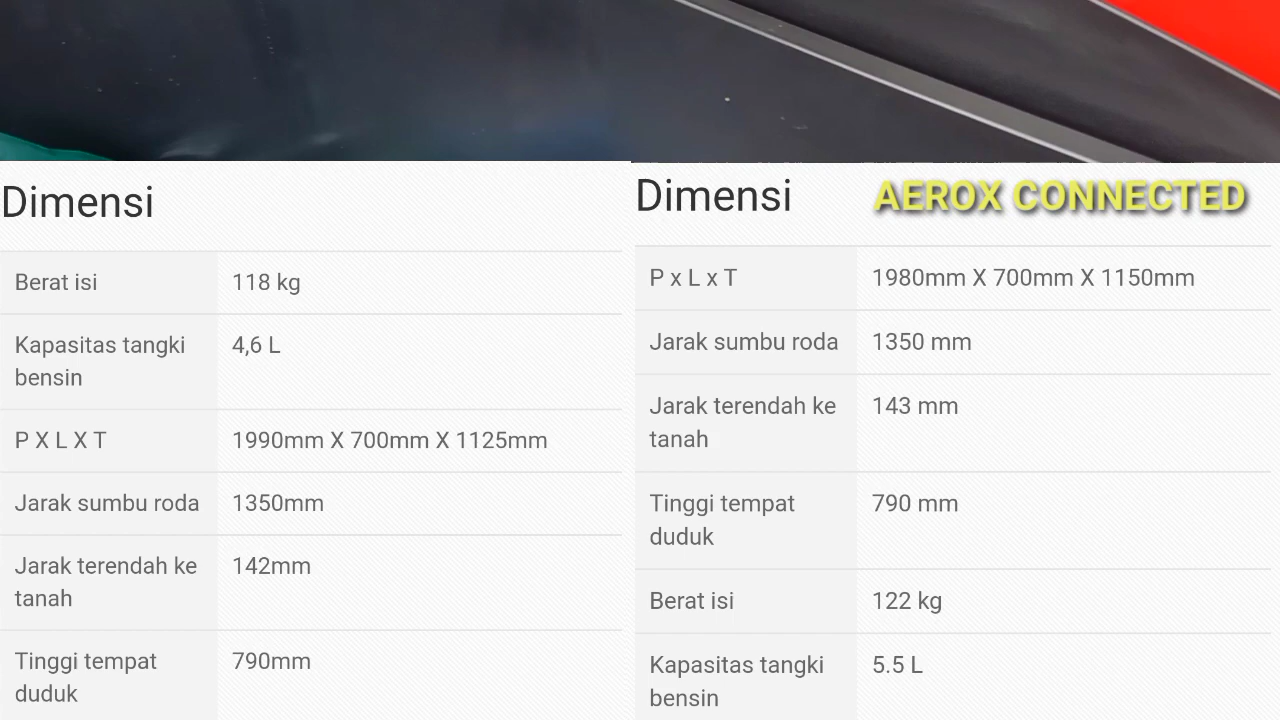 Dimensi
Berat isi 118 kg
Kapasitas tangki 4,6 L
bensin
P X L X T 1990mm X 700mm X 1125mm
Jarak sumbu roda 1350mm
Jarak terendah ke 142mm
tanah
Tinggi tempat 790mm
duduk
Dimensi AEROX CONNECTED
P x L x T 1980mm X 700mm X 1150mm
Jarak sumbu roda 1350 mm
Jarak terendah ke 143 mm
tanah
Tinggi tempat 790 mm
duduk
Berat isi 122 kg
Kapasitas tangki 5.5 L
bensin